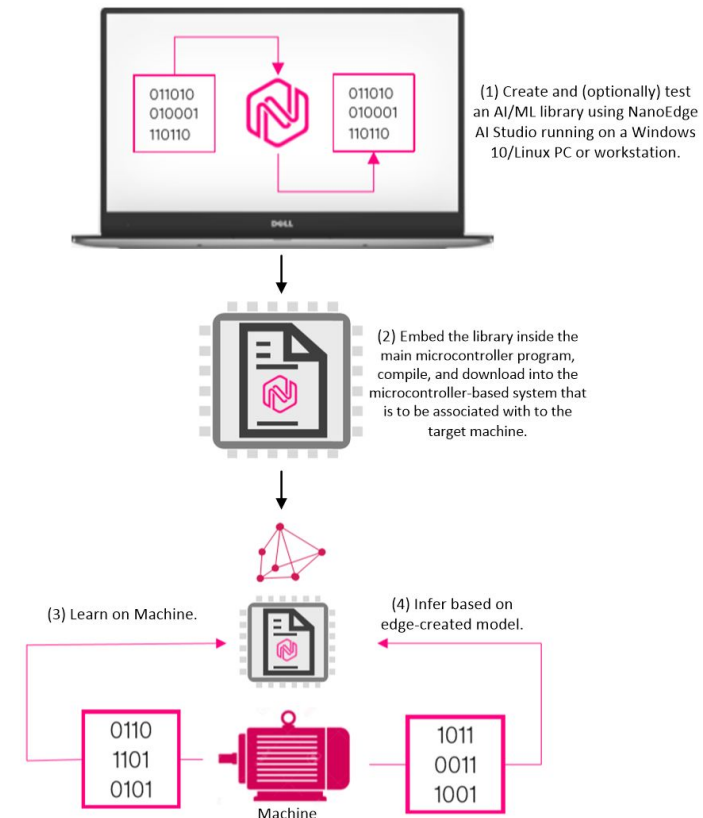 011010
010001
110110
011010
010001
110110
DELL
(1) Create and (optionally) test
an AI/ML library using NanoEdge
AI Studio running on a Windows
10/Linux PC or workstation.
(2) Embed the library inside the
main microcontroller program,
compile, and download into the
microcontroller-based system that
is to be associated with to the
target machine.
(3) Learn on Machine.
(4) Infer based on
edge-created model.
0110
1101
0101
1011
0011
1001
Machine